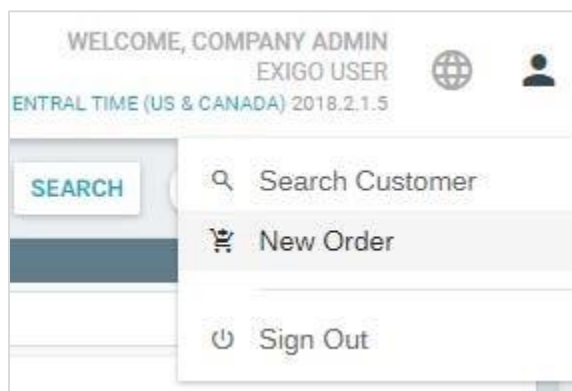 WELCOME, COMPANY ADMIN
EXIGO USER
ENTRAL TIME (US & CANADA) 2018.2.1.5
SEARCH
Search Customer
New Order
Sign Out